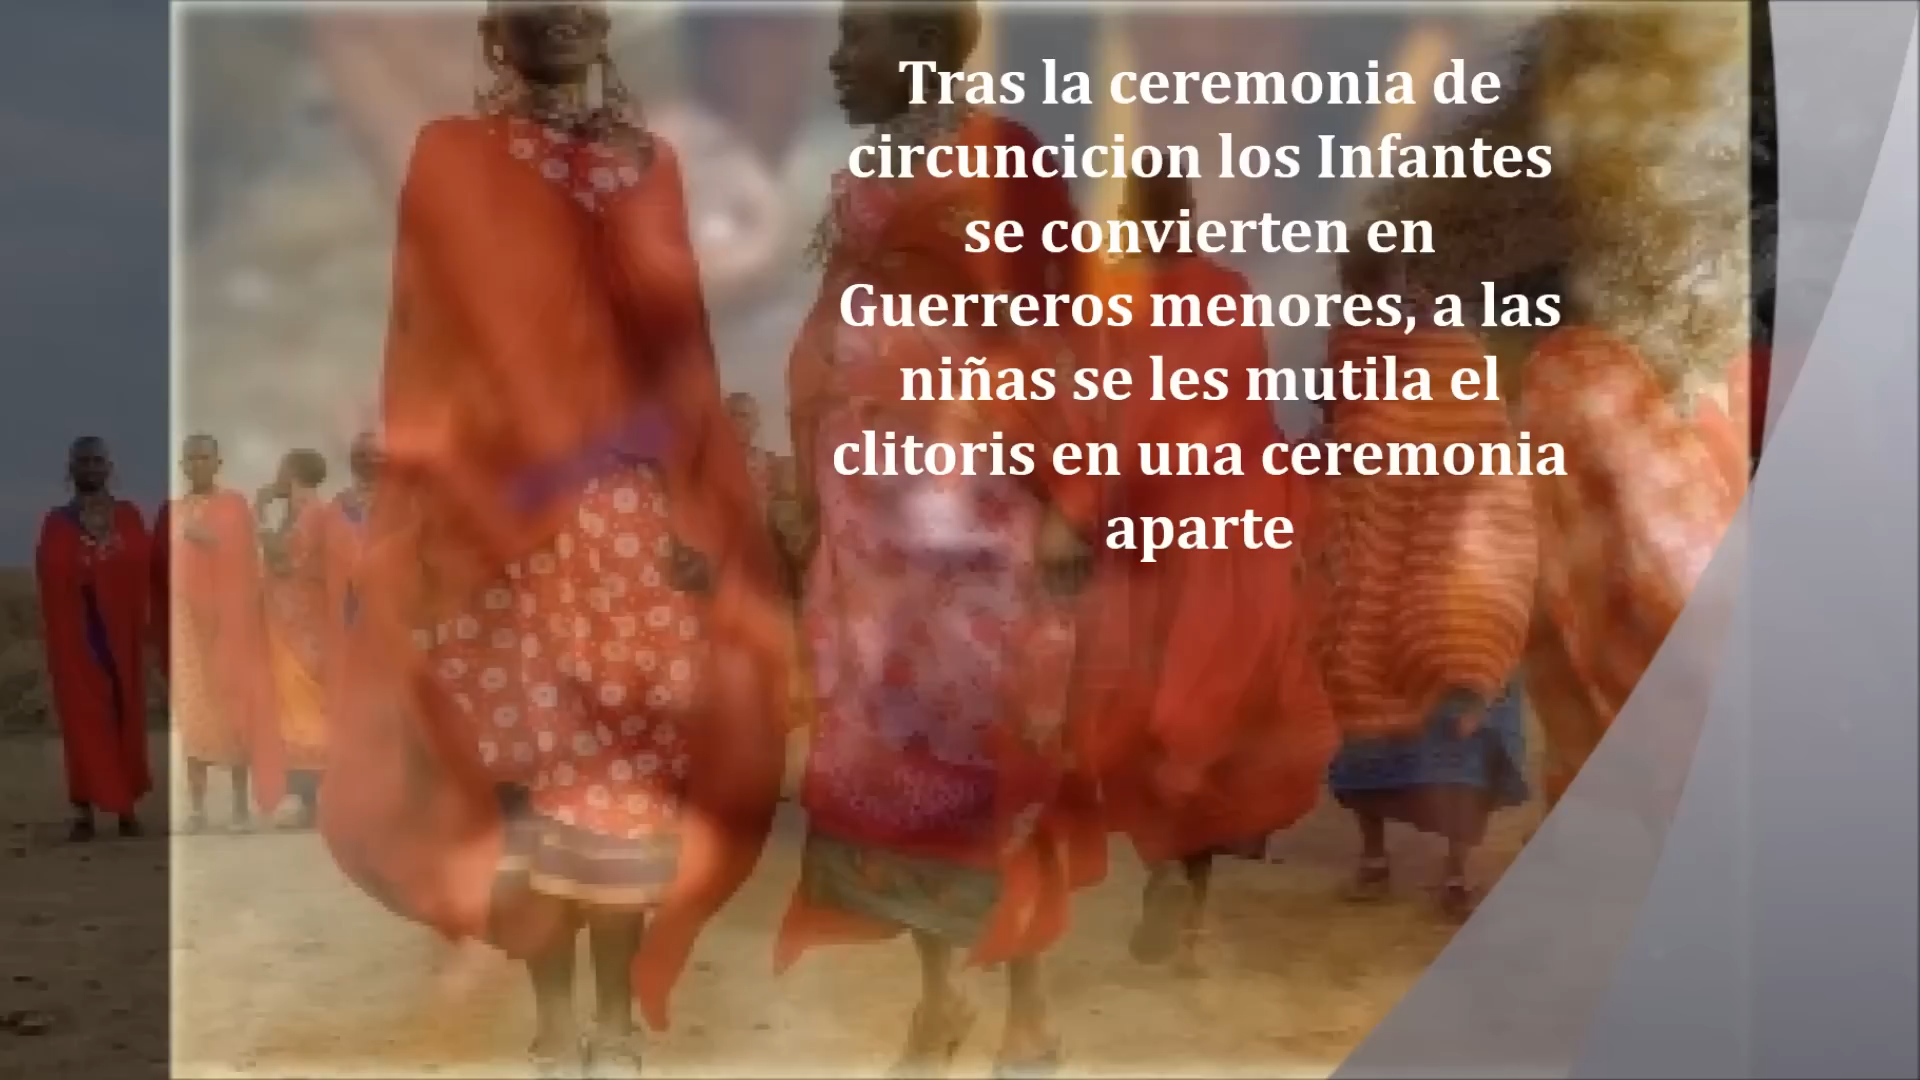 Tras la ceremonia de
circuncicion los Infantes
se convierten en
Guerreros menores, a las
niñas se les mutila el
clitoris en una ceremonia
aparte